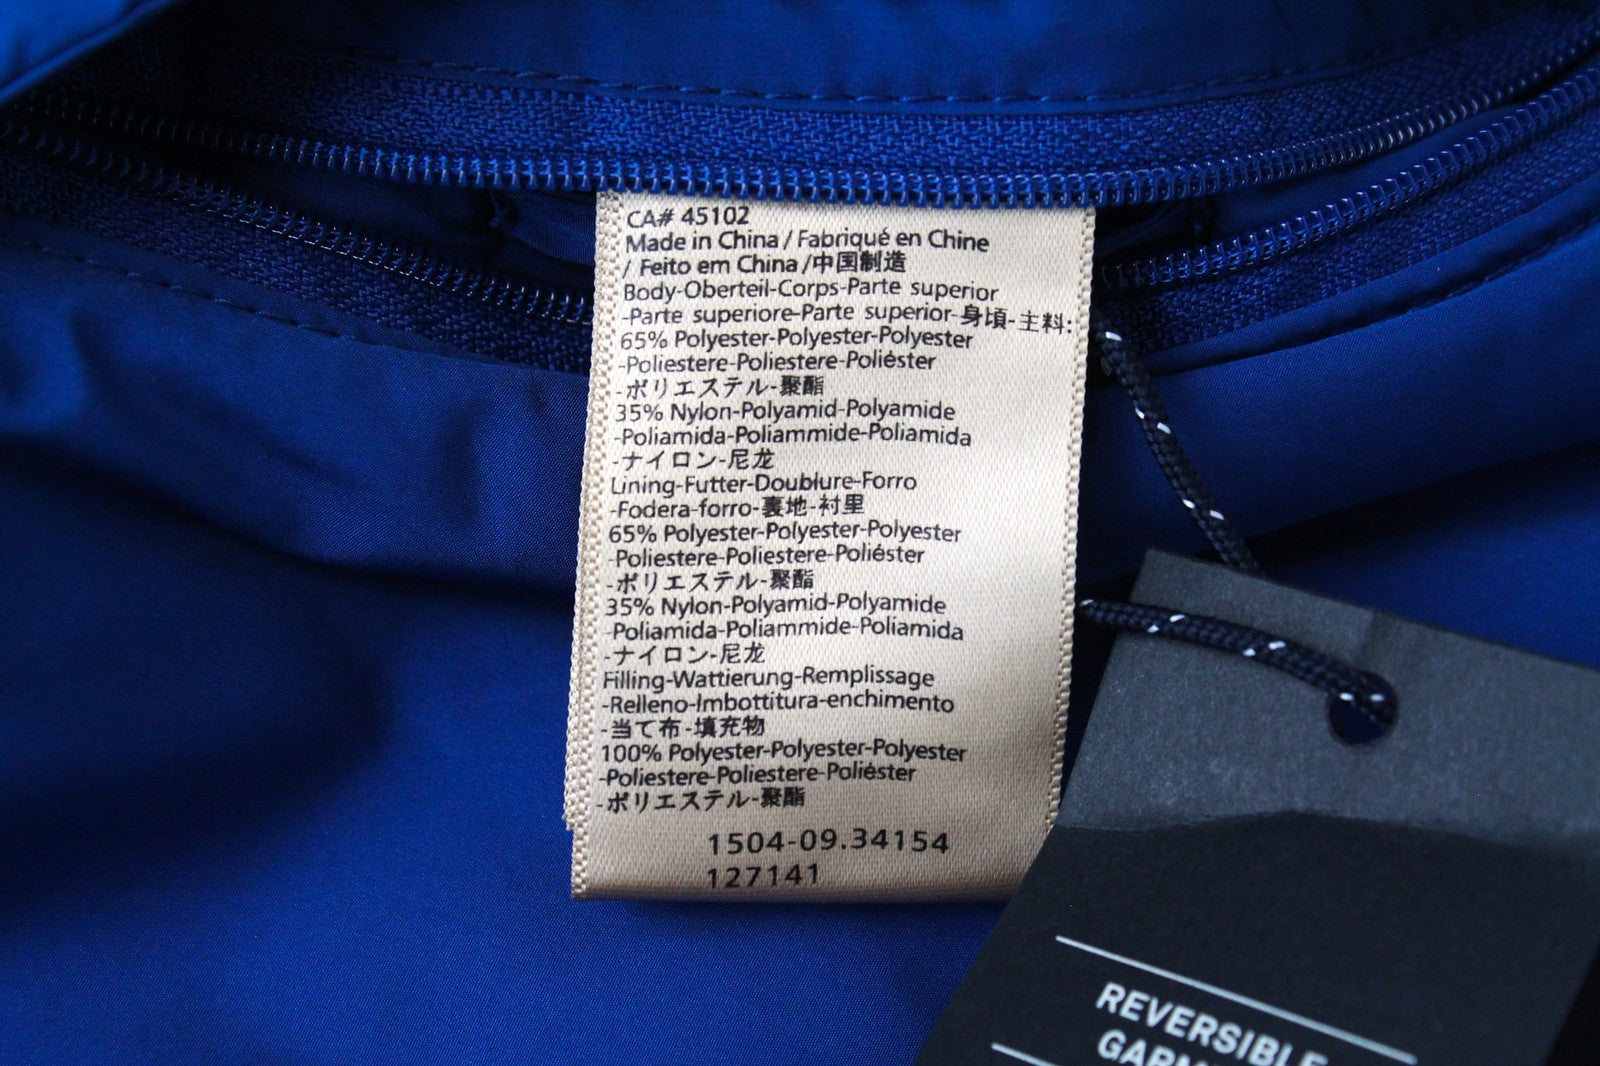 CA# 45102
Made in China / Fabriqué en Chine
/ Feito em China /中国制造
Body-Oberteil-Corps-Parte superior
-Parte superiore-Parte superior-身頃-主料:
65% Polyester-Polyester-Polyester
-Poliestere-Poliestere-Poliéster
-ポリエステル-聚酯
35% Nylon-Polyamid-Polyamide
-Poliamida-Poliammide-Poliamida
-ナイロン-尼龙
Lining-Futter-Doublure-Forro
-Fodera-forro-裏地-衬里
65% Polyester-Polyester-Polyester
-Poliestere-Poliestere-Poliéster
-ポリエステル-聚酯
35% Nylon-Polyamid-Polyamide
-Poliamida-Poliammide-Poliamida
-ナイロン-尼龙
Filling-Wattierung-Remplissage
-Relleno-Imbottitura-enchimento
-当て布-填充物
100% Polyester-Polyester-Polyester
-Poliestere-Poliestere-Poliéster
-ポリエステル-聚酯
1504-09.34154
127141
REVERSIBLE